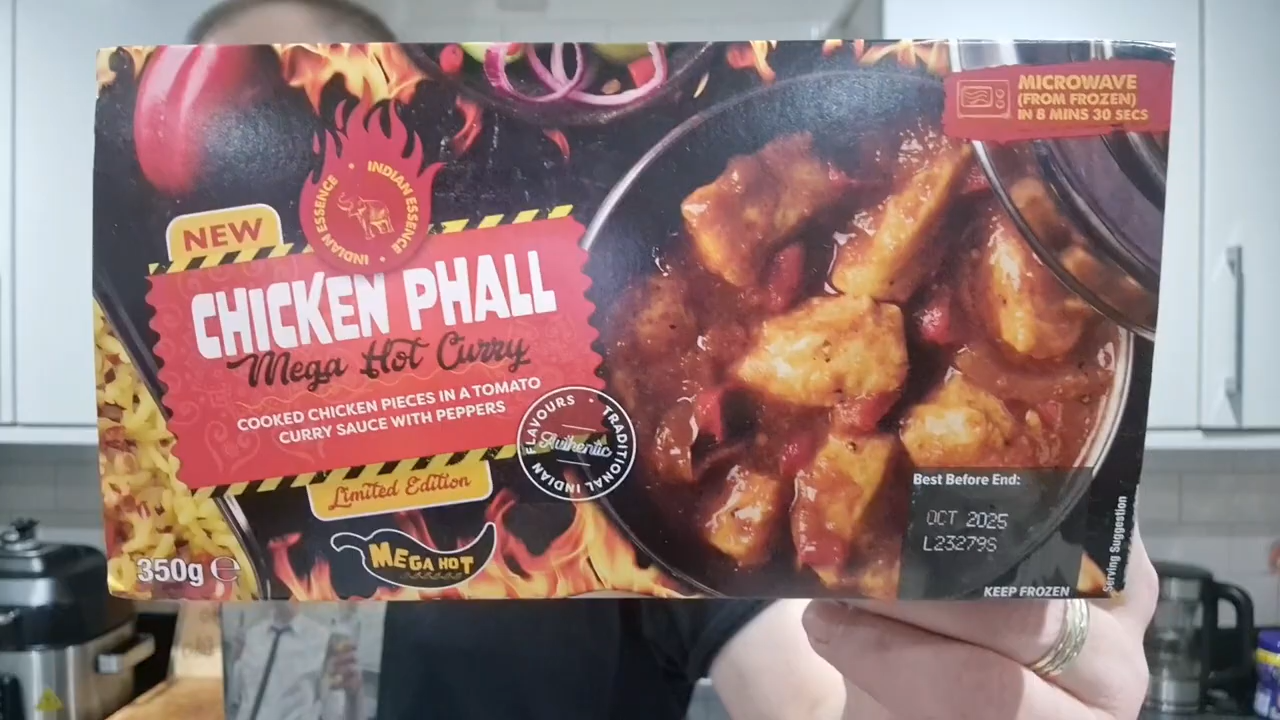 MICROWAVE
(FROM FROZEN)
IN 8 MINS 30 SECS
INDIAN ESSENCE • INDIAN ESSENCE • INDIAN ESSENCE •
NEW
CHICKEN PHALL
Mega Hot Curry
COOKED CHICKEN PIECES IN A TOMATO
CURRY SAUCE WITH PEPPERS
Authentic
TRADITIONAL INDIAN FLAVOURS •
Limited Edition
MEGA HOT
350g ℮
Best Before End:
OCT 2025
L23279S
KEEP FROZEN
Serving Suggestion